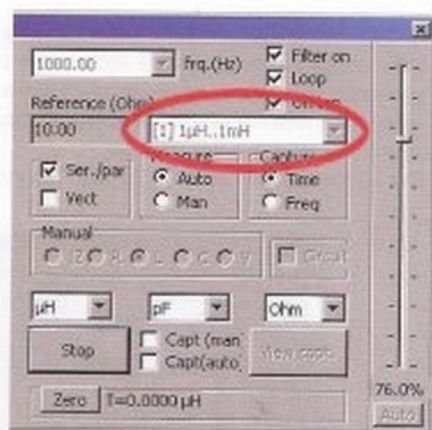 1000.00 frq.(Hz) Filter on
Loop
Reference (Ohm) On top
10.00 [1] 1µH..1mH
Measure Capture
Ser./par Auto Time
Vect Man Freq
Manual
|Z| R L C V
µH pF Ohm
Stop Capt (man)
Capt(auto)
76.0%
Zero T=0.0000 µH Auto